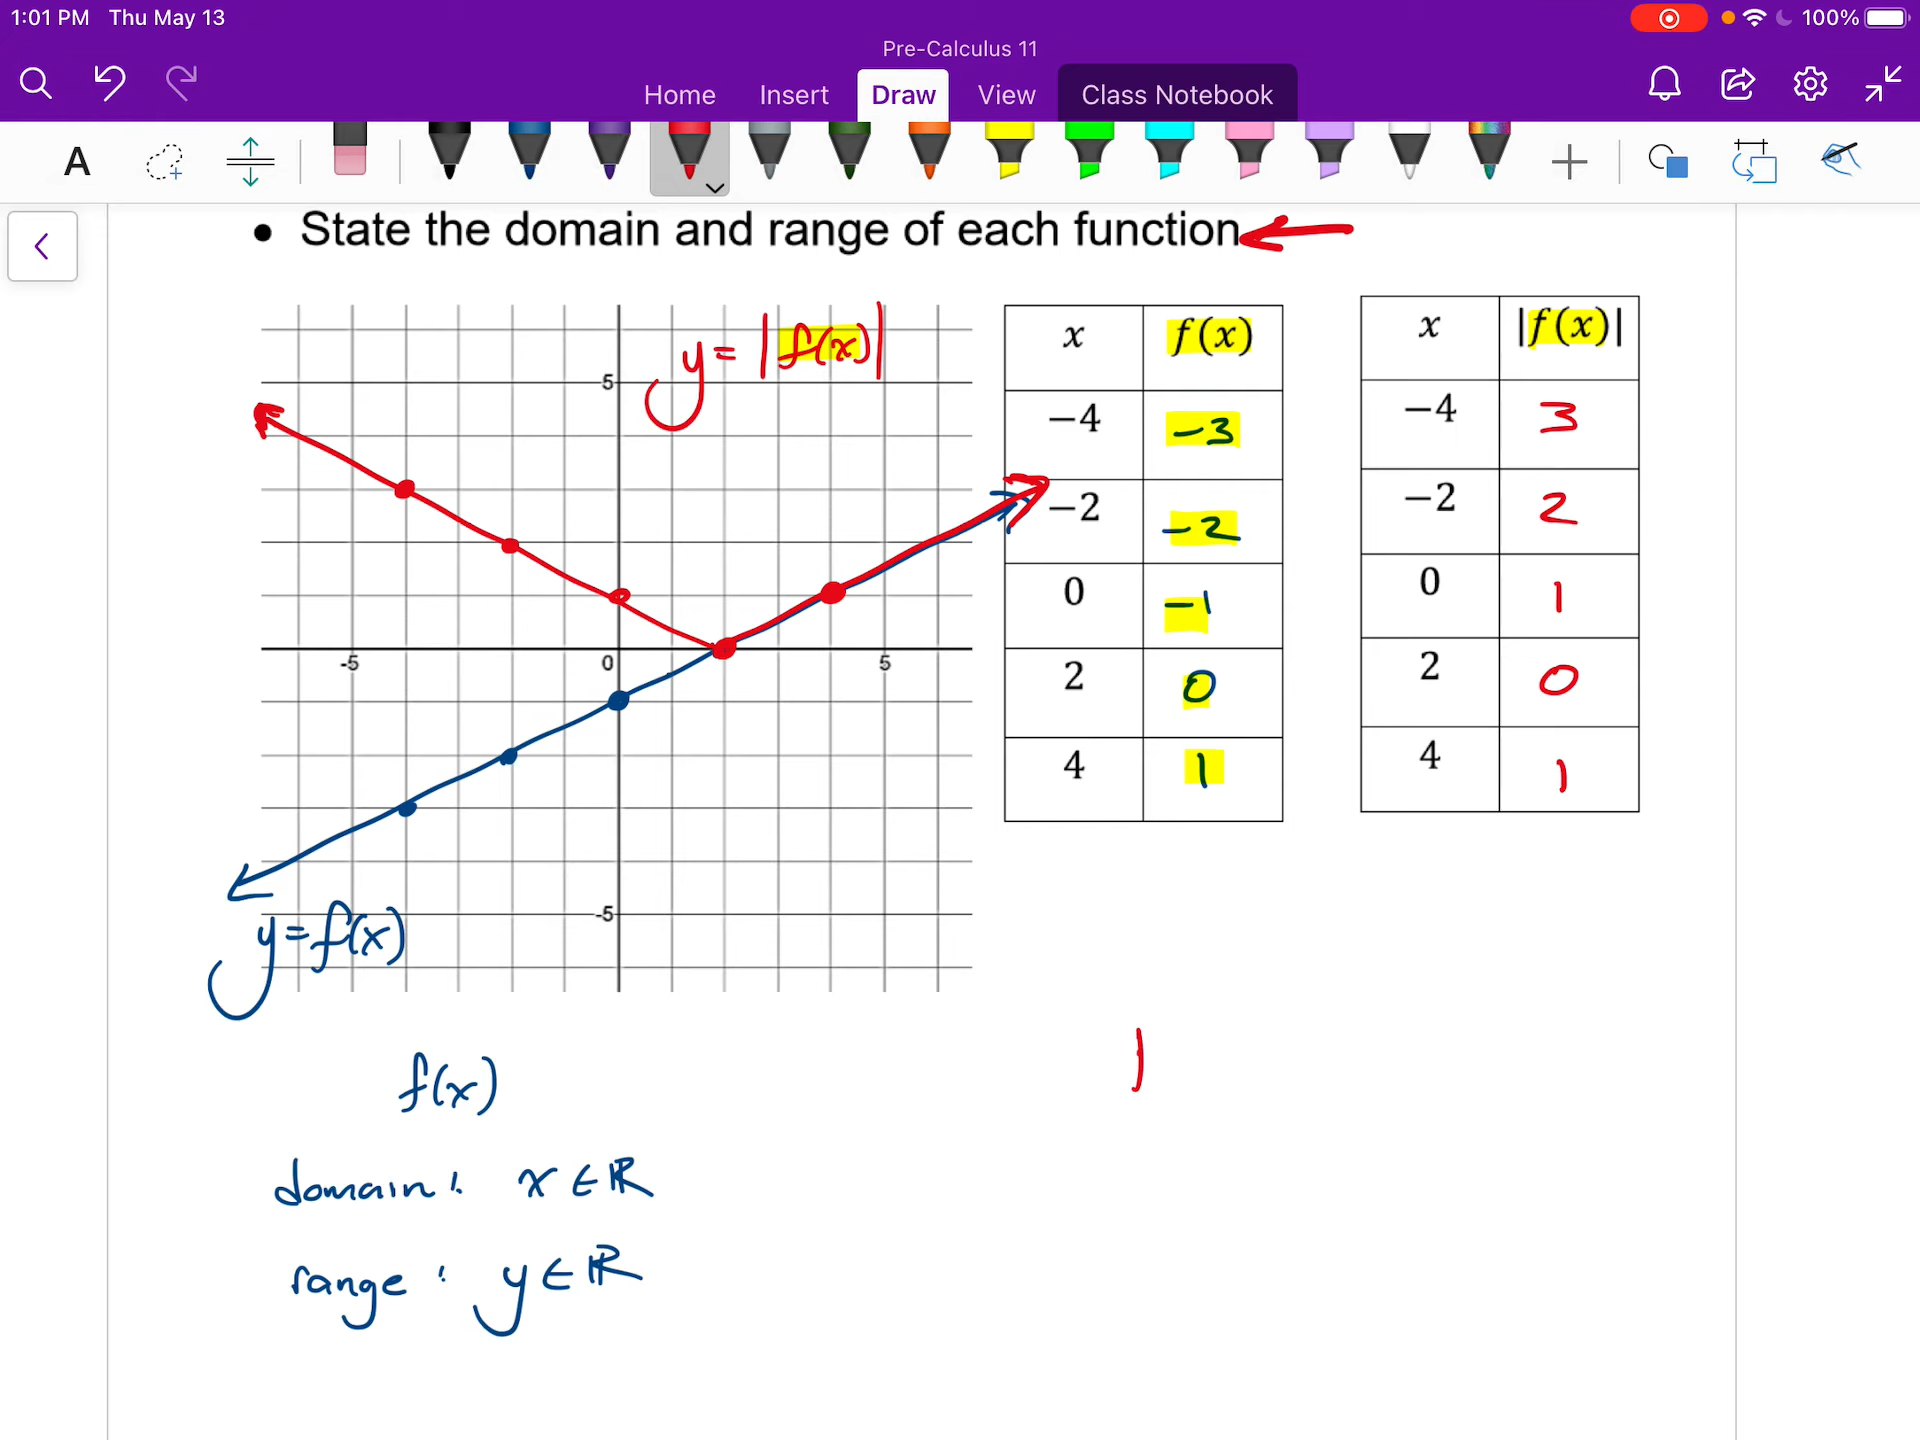 1:01 PM Thu May 13
100%
Pre-Calculus 11
Home Insert Draw View Class Notebook
A
• State the domain and range of each function
y = |f(x)|
5
-5 0 5
-5
y = f(x)
x f(x)
−4 −3
−2 −2
0 −1
2 0
4 1
x |f(x)|
−4 3
−2 2
0 1
2 0
4 1
f(x)
|
domain: x ∈ ℝ
range: y ∈ ℝ